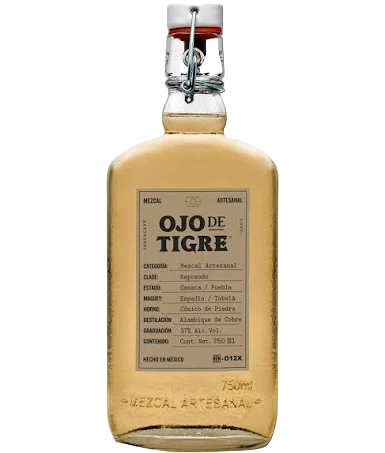 MEZCAL ARTESANAL
OJO DE
TIGRE
CATEGORÍA: Mezcal Artesanal
CLASE: Reposado
ESTADO: Oaxaca / Puebla
MAGUEY: Espadín / Tobalá
HORNO: Cónico de Piedra
DESTILACIÓN: Alambique de Cobre
GRADUACIÓN: 37% Alc. Vol.
CONTENIDO: Cont. Net. 750 ml
HECHO EN MÉXICO -O12X
750ml
MEZCAL ARTESANAL